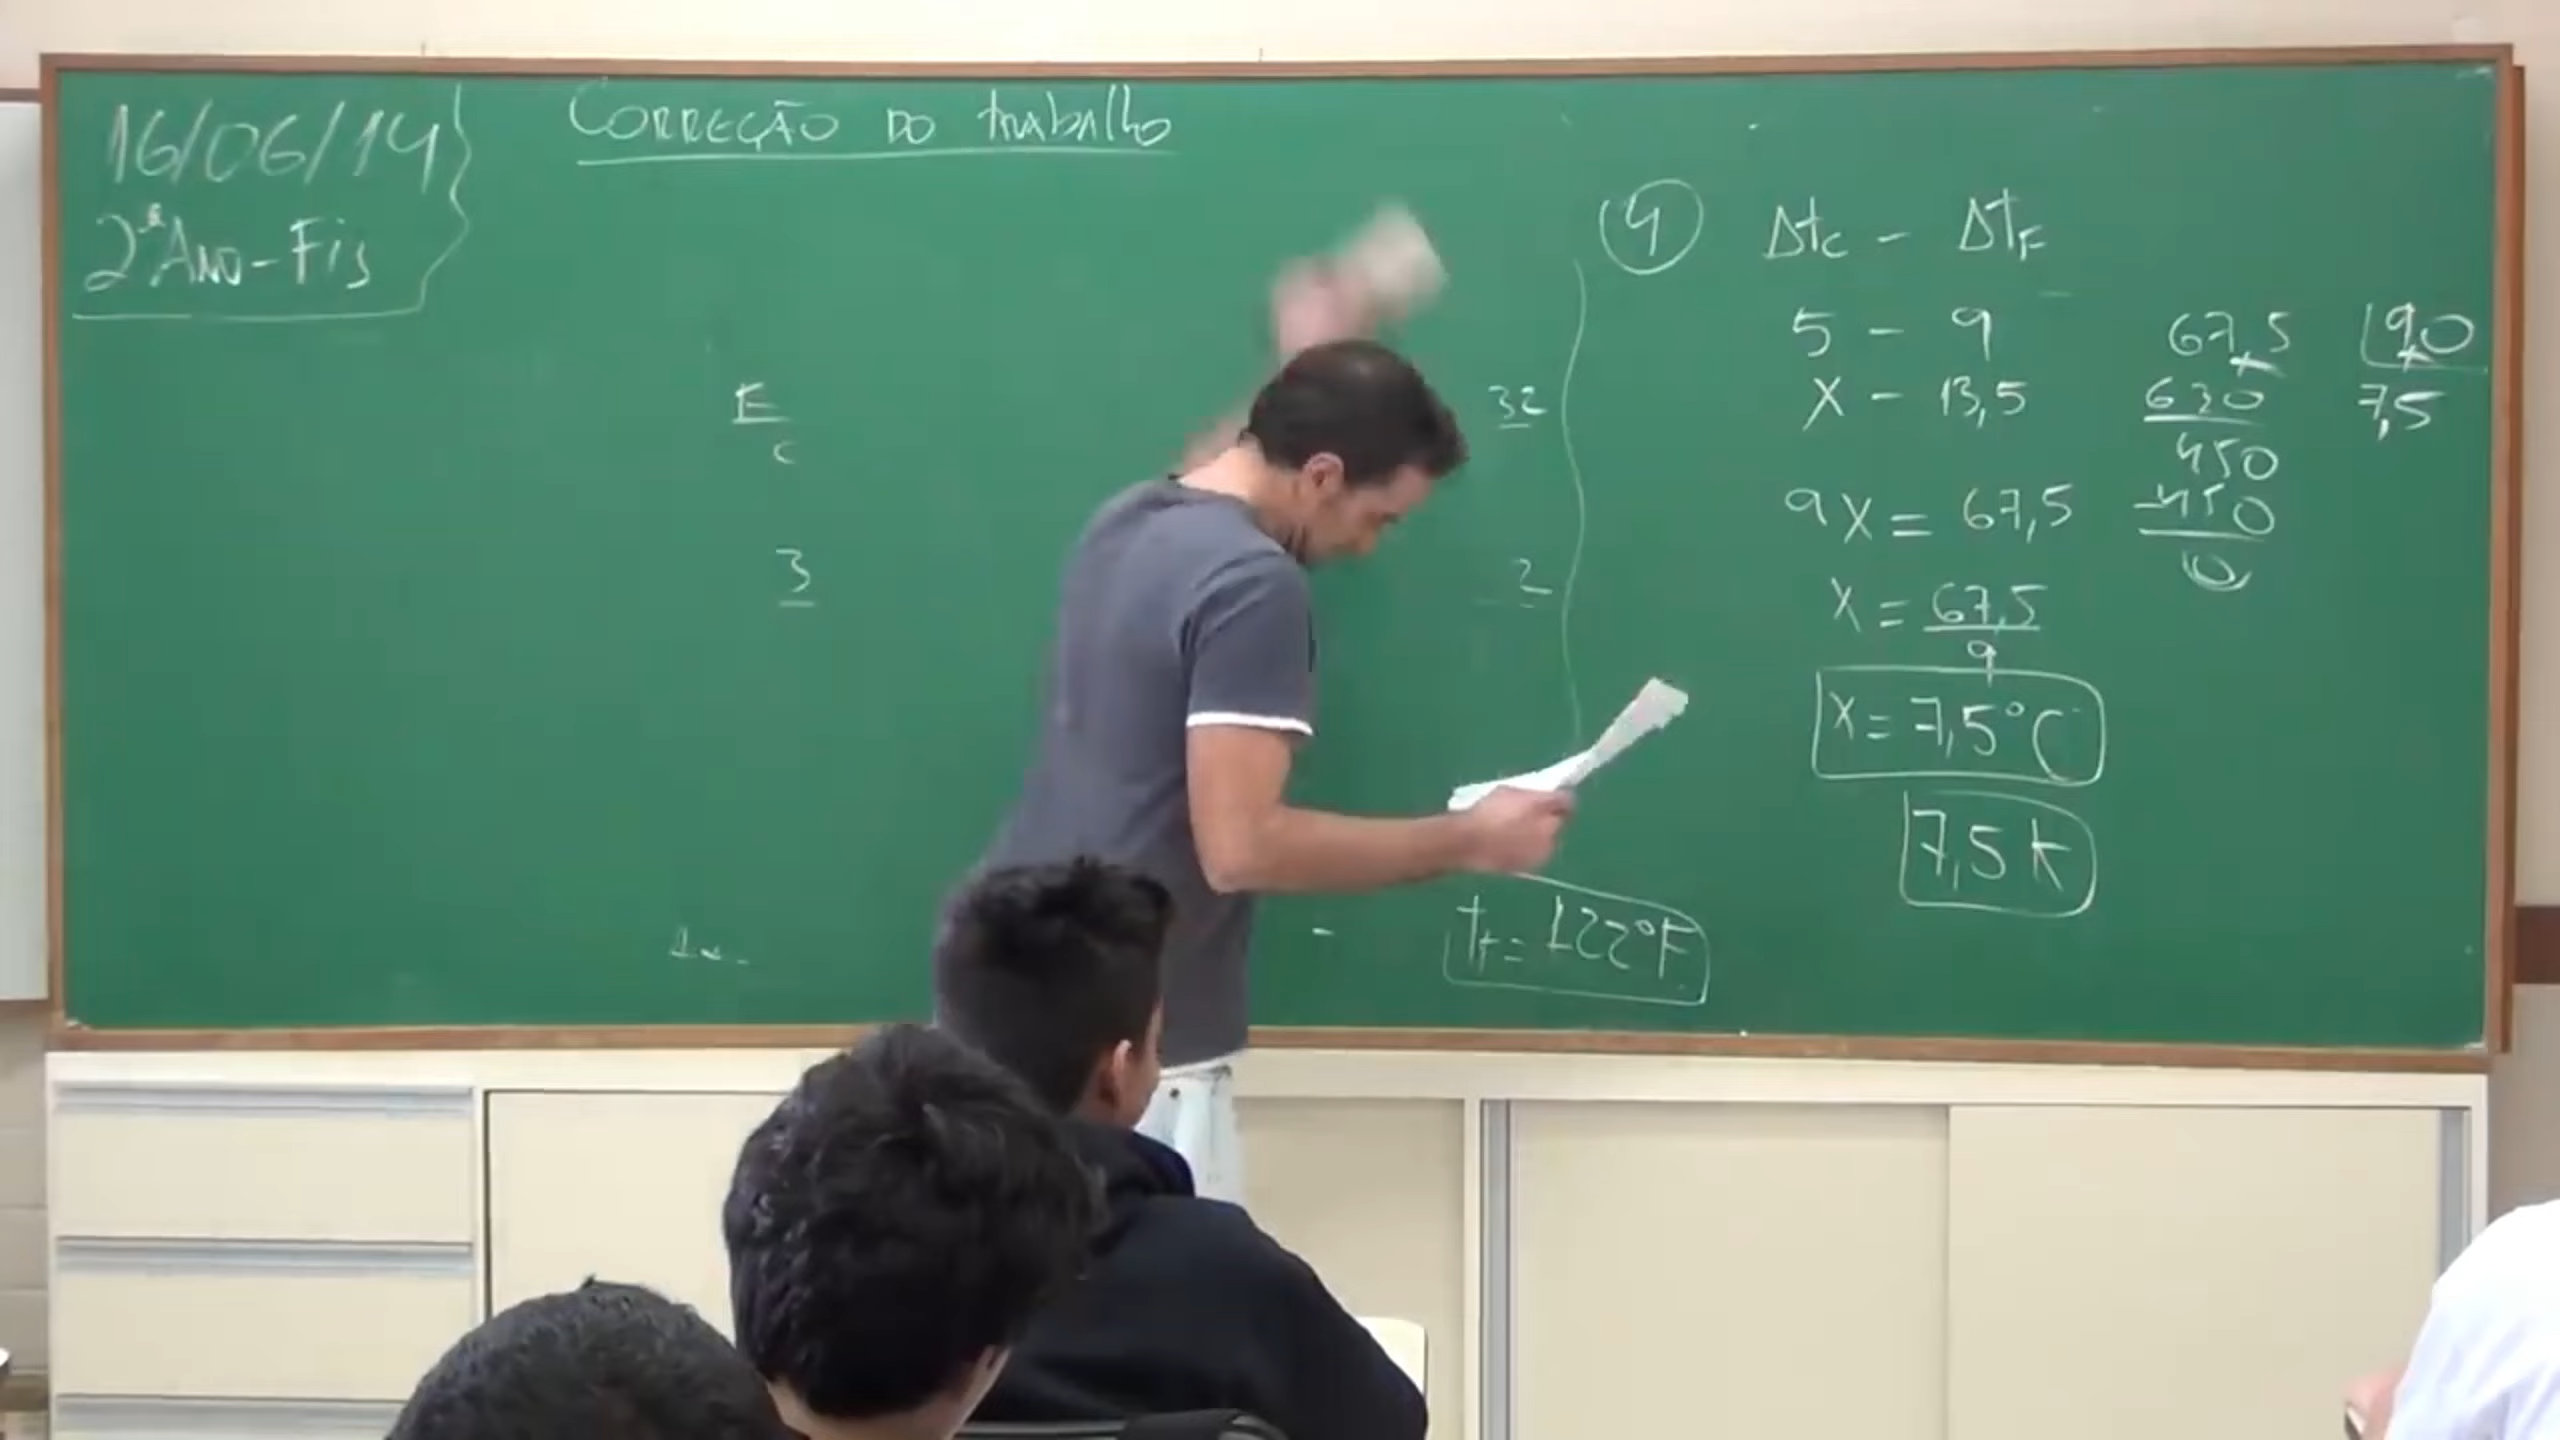 16/06/14
2º Ano - Fis
Correção do trabalho
E
c
3
32
2
tF = 122°F
4
Δtc - ΔtF
5 - 9
x - 13,5
9x = 67,5
x = 67,5
9
x = 7,5°C
7,5 k
67,5 90
630 7,5
450
-450
0